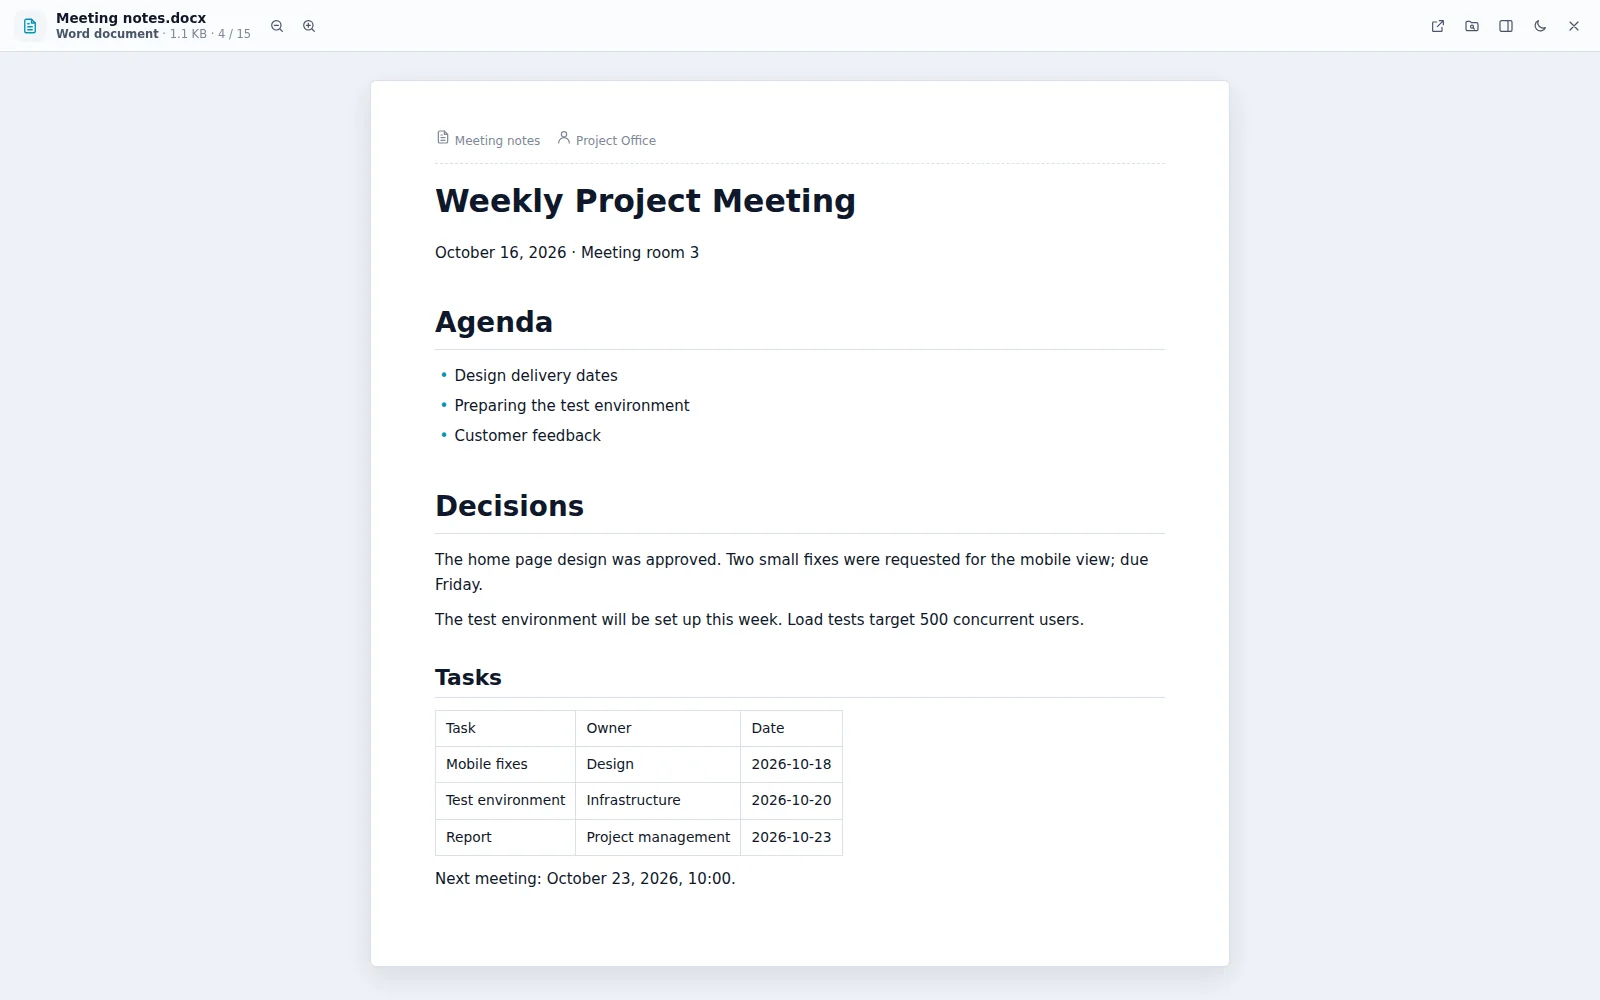 Meeting notes.docx
Word document · 1.1 KB · 4 / 15
Meeting notes Project Office
Weekly Project Meeting
October 16, 2026 · Meeting room 3
Agenda
• Design delivery dates
• Preparing the test environment
• Customer feedback
Decisions
The home page design was approved. Two small fixes were requested for the mobile view; due
Friday.
The test environment will be set up this week. Load tests target 500 concurrent users.
Tasks
Task Owner Date
Mobile fixes Design 2026-10-18
Test environment Infrastructure 2026-10-20
Report Project management 2026-10-23
Next meeting: October 23, 2026, 10:00.